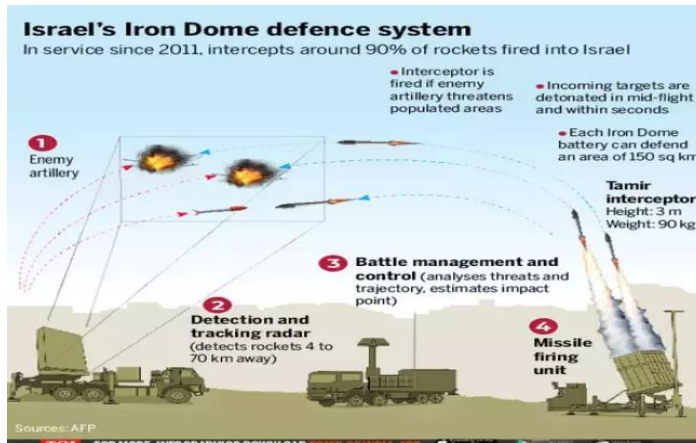 Israel's Iron Dome defence system
In service since 2011, intercepts around 90% of rockets fired into Israel
• Interceptor is
fired if enemy
artillery threatens
populated areas
• Incoming targets are
detonated in mid-flight
and within seconds
• Each Iron Dome
battery can defend
an area of 150 sq km
1
Enemy
artillery
Tamir
interceptor
Height: 3 m
Weight: 90 kg
3 Battle management and
control (analyses threats and
trajectory, estimates impact
point)
2
Detection and
tracking radar
(detects rockets 4 to
70 km away)
4
Missile
firing
unit
Sources: AFP
FOR MORE INFOGRAPHICS DOWNLOAD